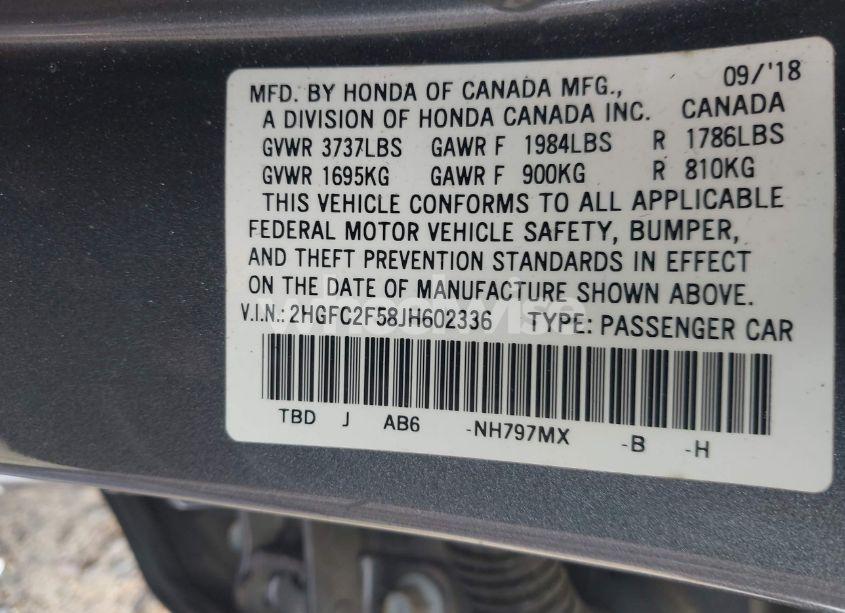 09/'18
MFD. BY HONDA OF CANADA MFG.,
A DIVISION OF HONDA CANADA INC. CANADA
GVWR 3737LBS GAWR F 1984LBS R 1786LBS
GVWR 1695KG GAWR F 900KG R 810KG
THIS VEHICLE CONFORMS TO ALL APPLICABLE
FEDERAL MOTOR VEHICLE SAFETY, BUMPER,
AND THEFT PREVENTION STANDARDS IN EFFECT
ON THE DATE OF MANUFACTURE SHOWN ABOVE.
V.I.N.: 2HGFC2F58JH602336 TYPE: PASSENGER CAR
TBD J AB6 -NH797MX -B -H